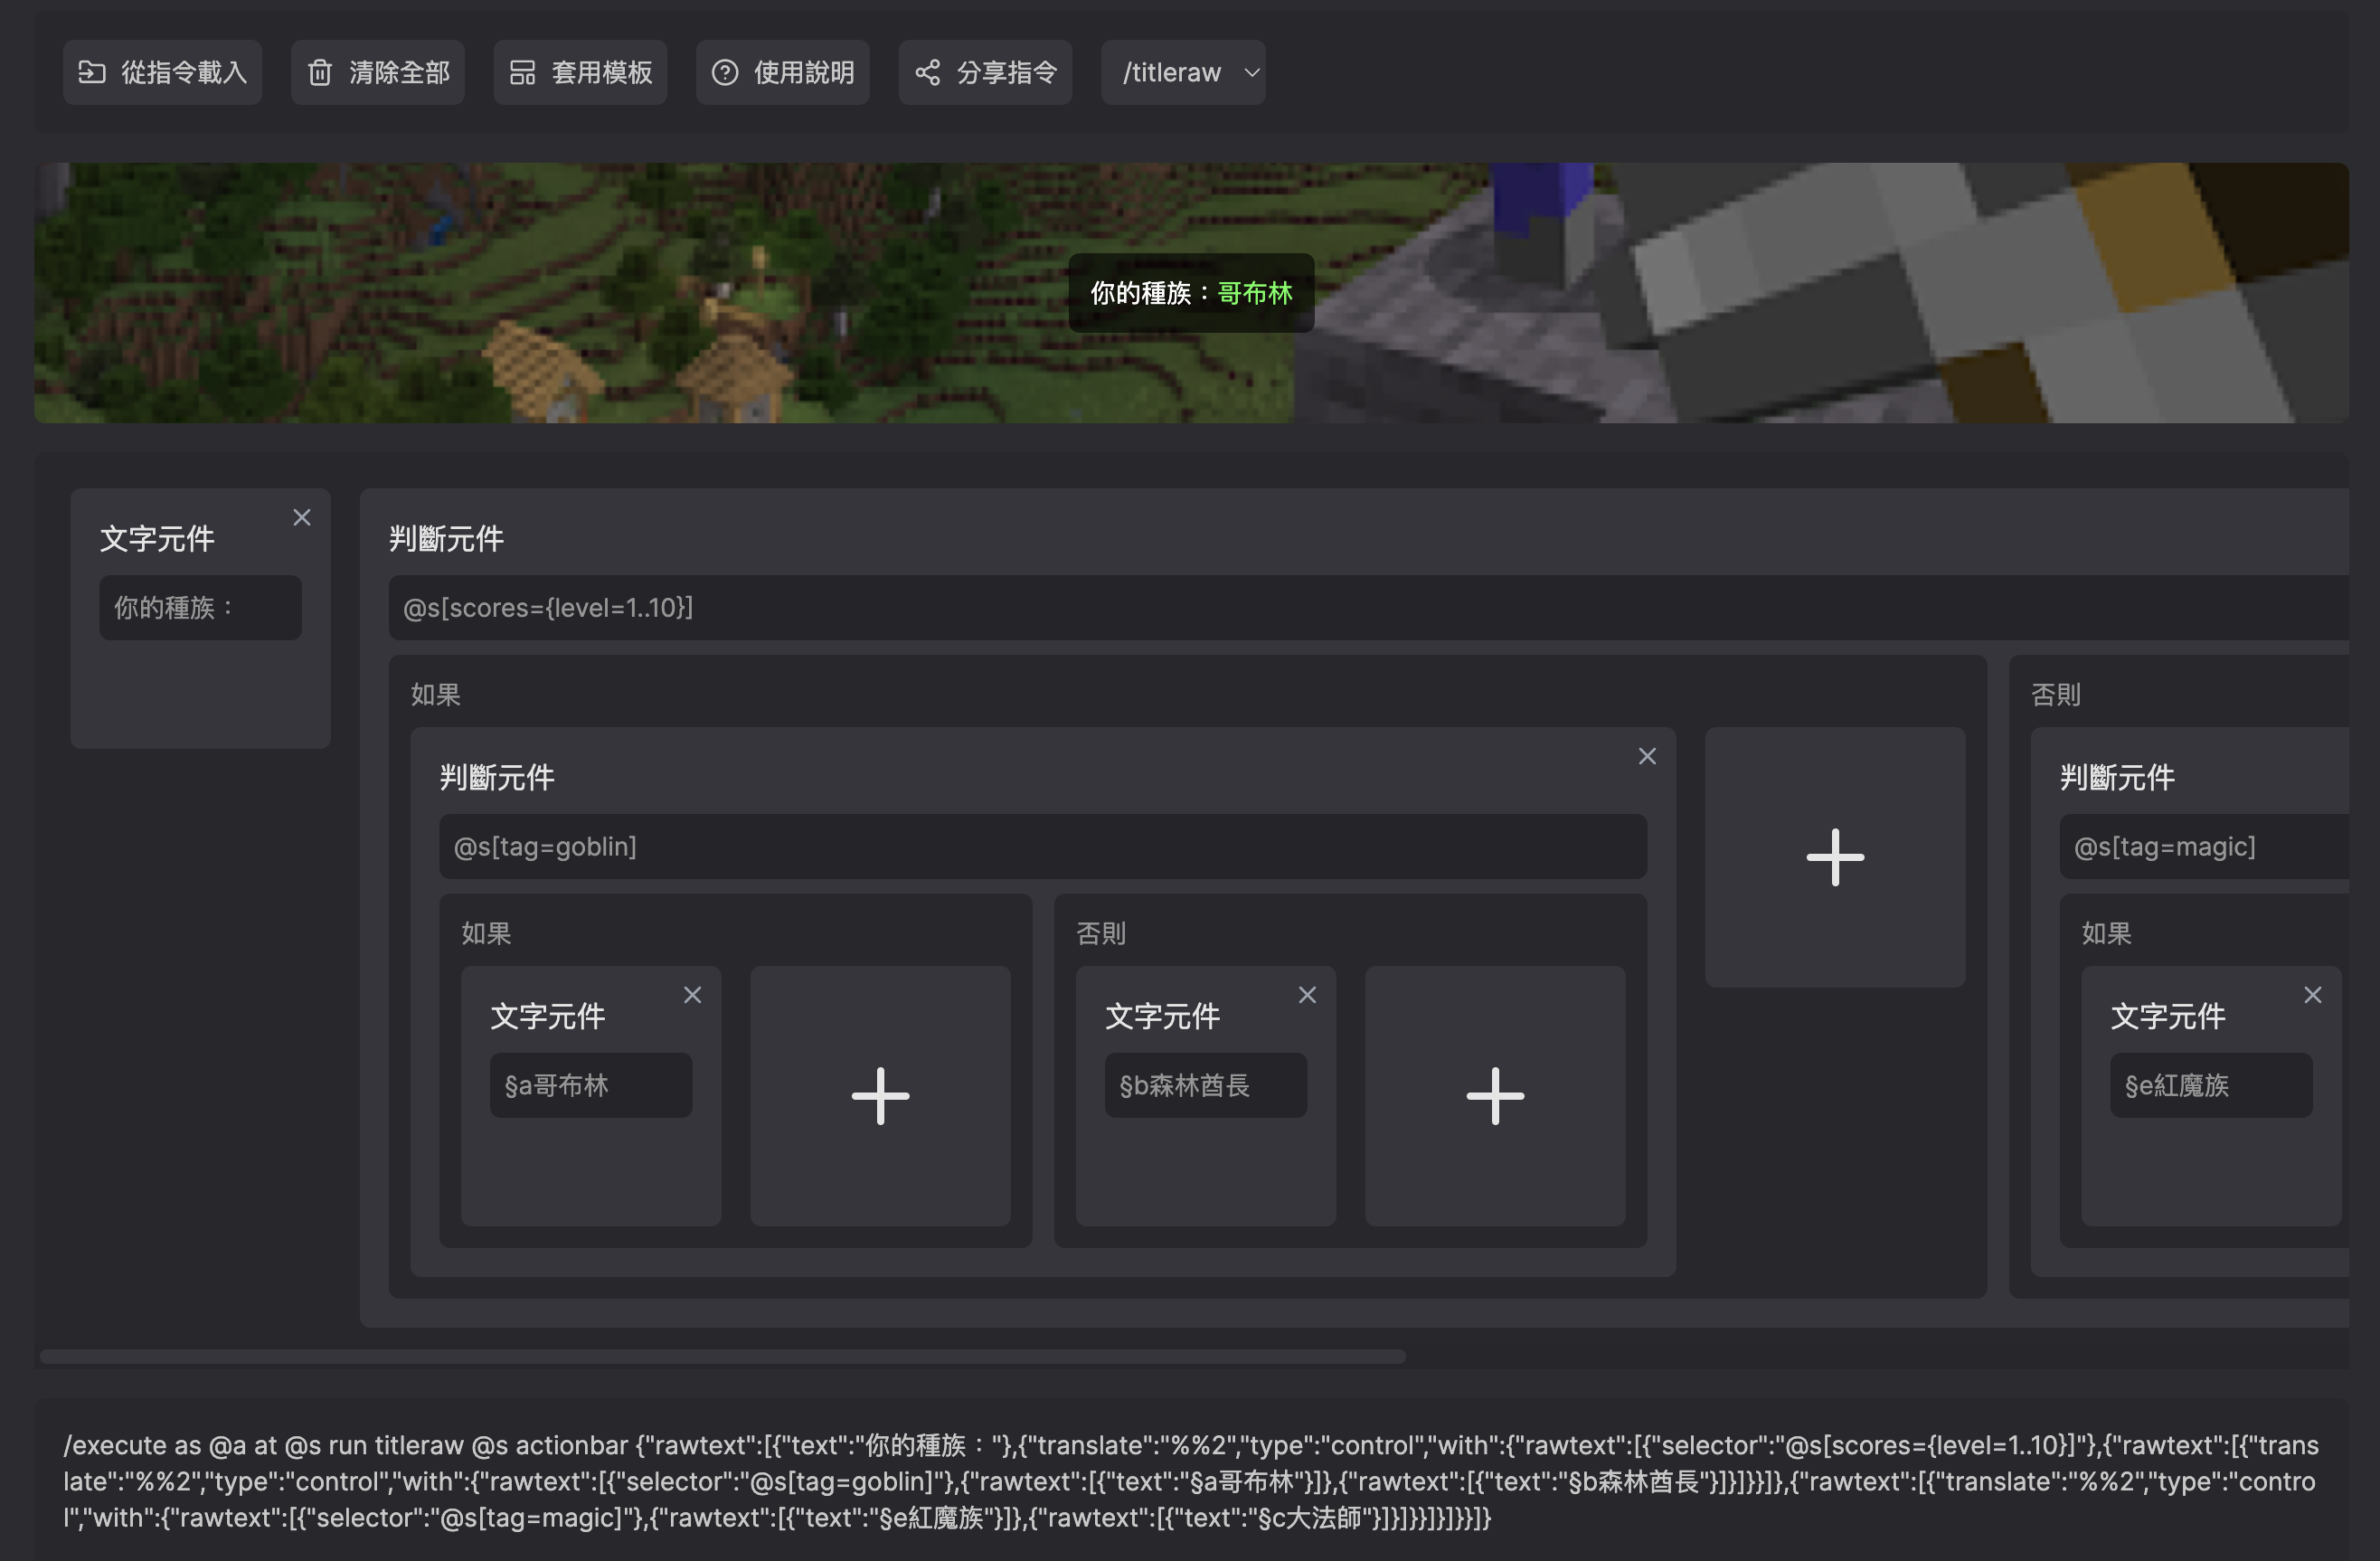 從指令載入
清除全部
套用模板
使用說明
分享指令
/titleraw
你的種族：哥布林
文字元件
你的種族：
判斷元件
@s[scores={level=1..10}]
如果
判斷元件
@s[tag=goblin]
如果
文字元件
§a哥布林
否則
文字元件
§b森林酋長
否則
判斷元件
@s[tag=magic]
如果
文字元件
§e紅魔族
/execute as @a at @s run titleraw @s actionbar {"rawtext":[{"text":"你的種族："},{"translate":"%%2","type":"control","with":{"rawtext":[{"selector":"@s[scores={level=1..10}]"},{"rawtext":[{"trans
late":"%%2","type":"control","with":{"rawtext":[{"selector":"@s[tag=goblin]"},{"rawtext":[{"text":"§a哥布林"}]},{"rawtext":[{"text":"§b森林酋長"}]}]}}]},{"rawtext":[{"translate":"%%2","type":"contro
l","with":{"rawtext":[{"selector":"@s[tag=magic]"},{"rawtext":[{"text":"§e紅魔族"}]},{"rawtext":[{"text":"§c大法師"}]}]}}]}]}}]}